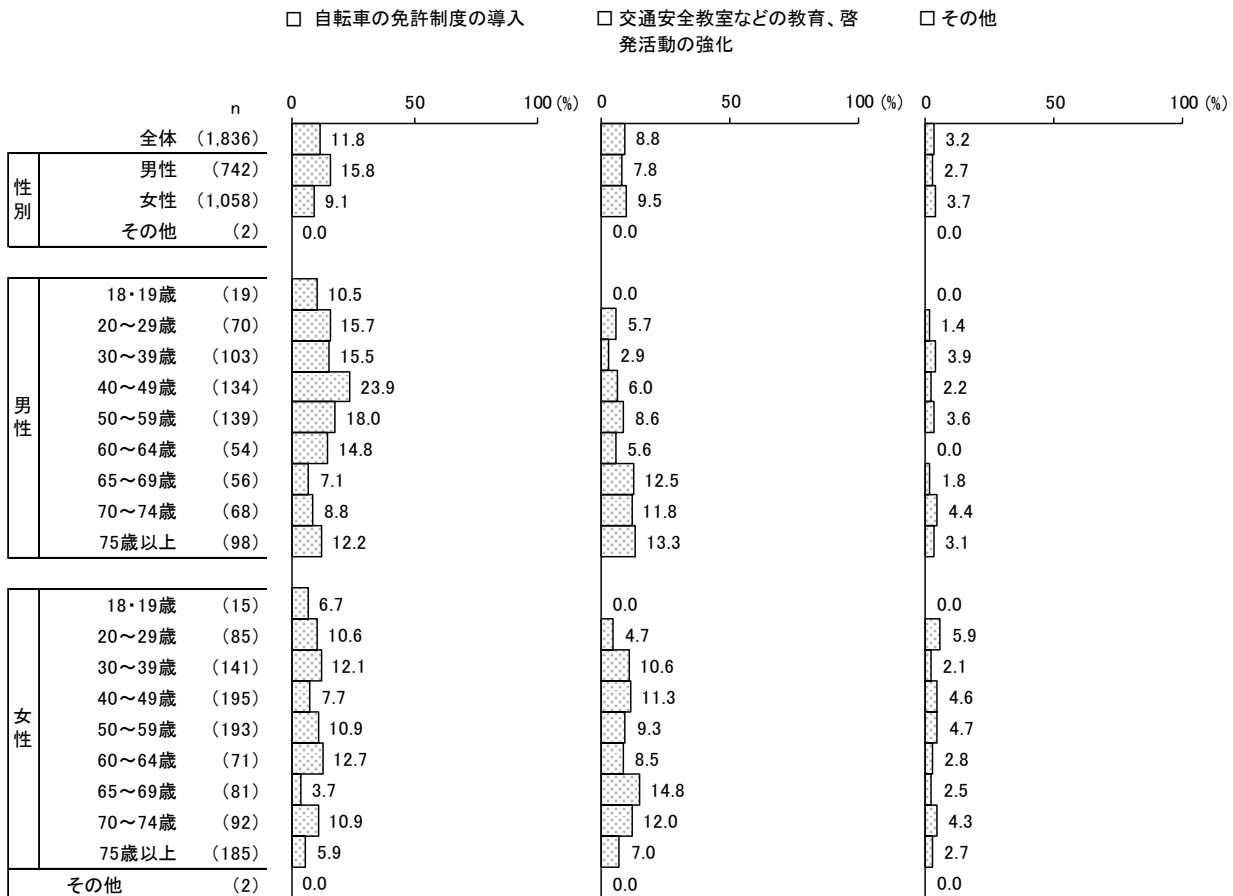 □ 自転車の免許制度の導入 □ 交通安全教室などの教育、啓発活動の強化 □ その他
n 0 50 100 (%) 0 50 100 (%) 0 50 100 (%)
全体 (1,836) 11.8 8.8 3.2
性別
男性 (742) 15.8 7.8 2.7
女性 (1,058) 9.1 9.5 3.7
その他 (2) 0.0 0.0 0.0
男性
18・19歳 (19) 10.5 0.0 0.0
20～29歳 (70) 15.7 5.7 1.4
30～39歳 (103) 15.5 2.9 3.9
40～49歳 (134) 23.9 6.0 2.2
50～59歳 (139) 18.0 8.6 3.6
60～64歳 (54) 14.8 5.6 0.0
65～69歳 (56) 7.1 12.5 1.8
70～74歳 (68) 8.8 11.8 4.4
75歳以上 (98) 12.2 13.3 3.1
女性
18・19歳 (15) 6.7 0.0 0.0
20～29歳 (85) 10.6 4.7 5.9
30～39歳 (141) 12.1 10.6 2.1
40～49歳 (195) 7.7 11.3 4.6
50～59歳 (193) 10.9 9.3 4.7
60～64歳 (71) 12.7 8.5 2.8
65～69歳 (81) 3.7 14.8 2.5
70～74歳 (92) 10.9 12.0 4.3
75歳以上 (185) 5.9 7.0 2.7
その他 (2) 0.0 0.0 0.0